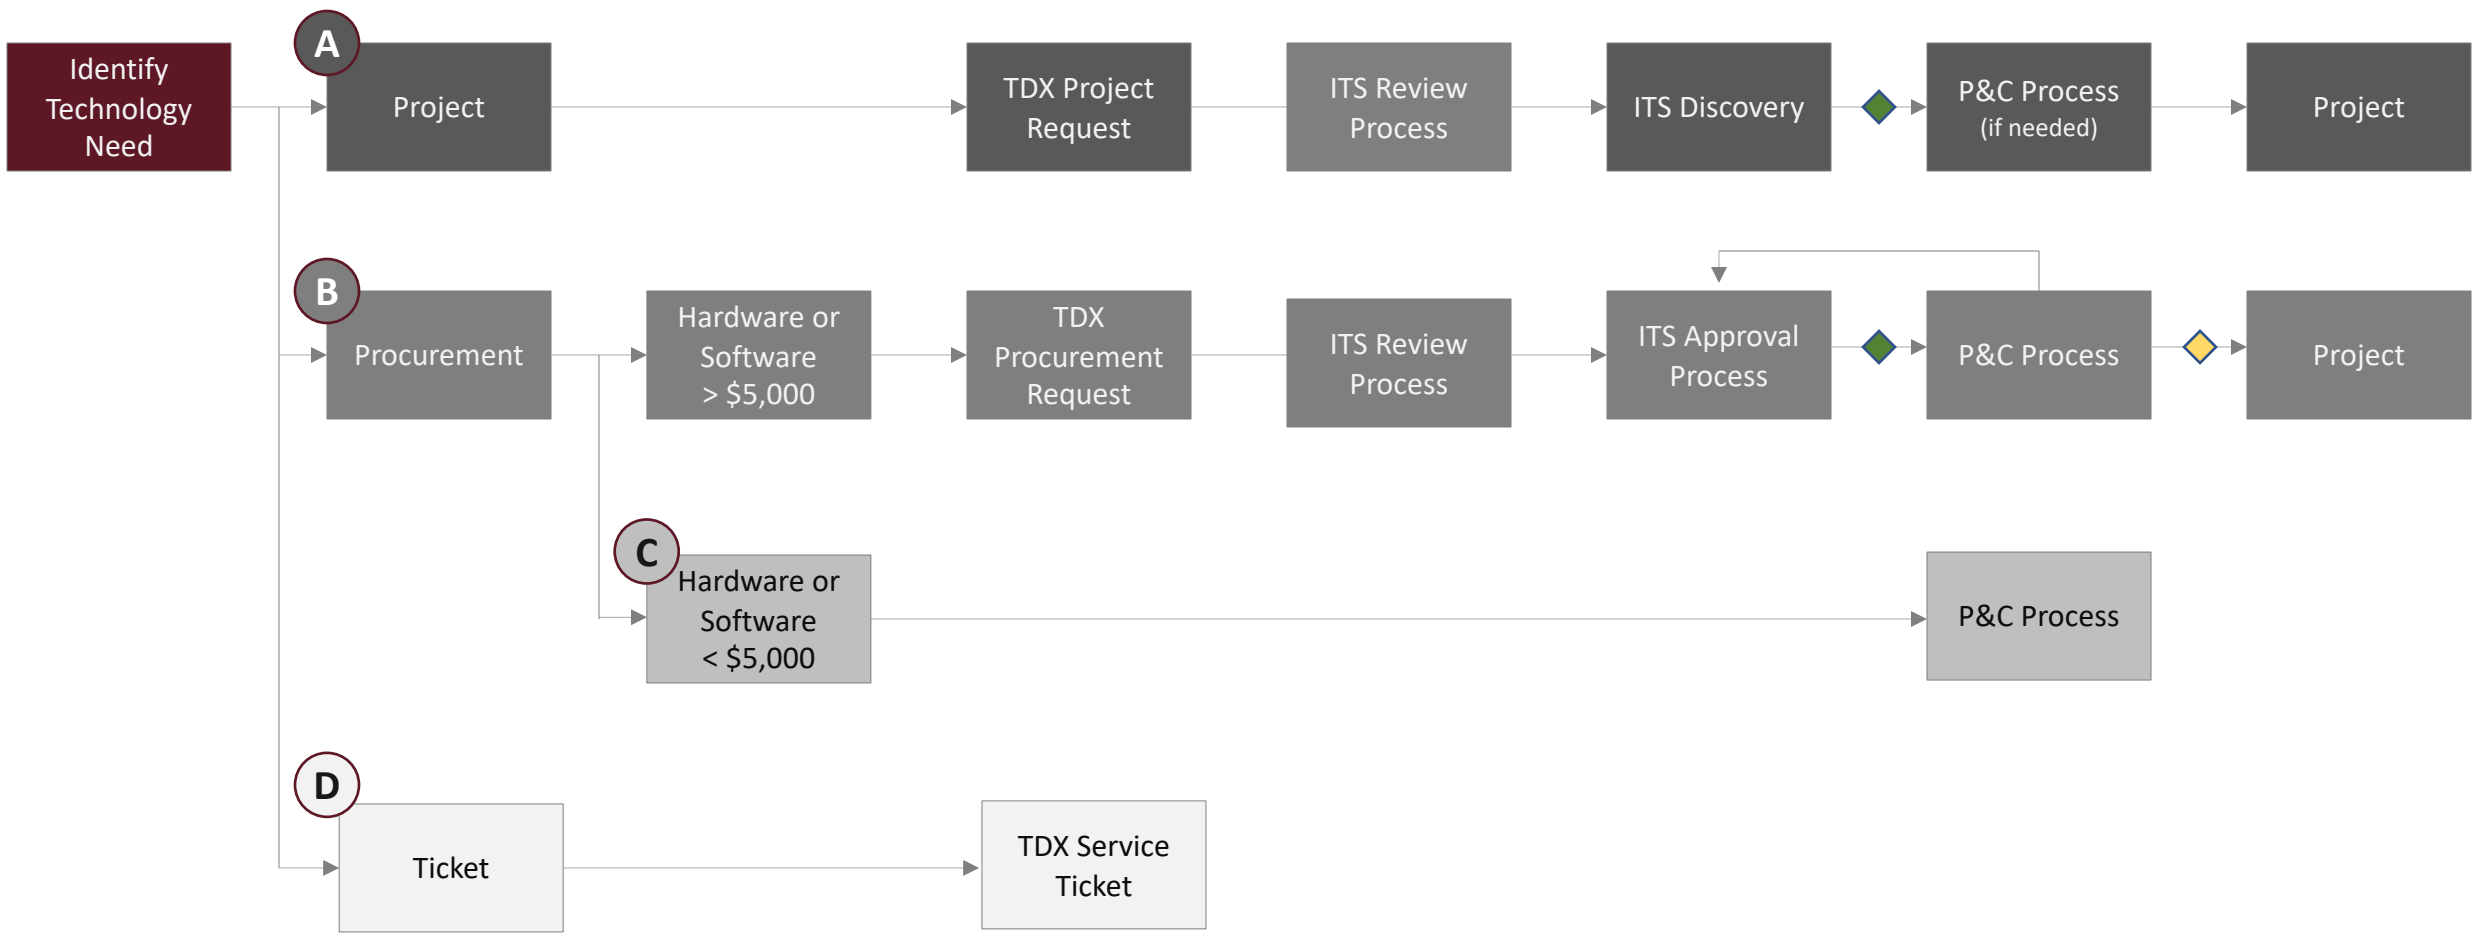 Identify
Technology
Need
A
Project
TDX Project
Request
ITS Review
Process
ITS Discovery
P&C Process
(if needed)
Project
B
Procurement
Hardware or
Software
> $5,000
TDX
Procurement
Request
ITS Review
Process
ITS Approval
Process
P&C Process
Project
C
Hardware or
Software
< $5,000
P&C Process
D
Ticket
TDX Service
Ticket